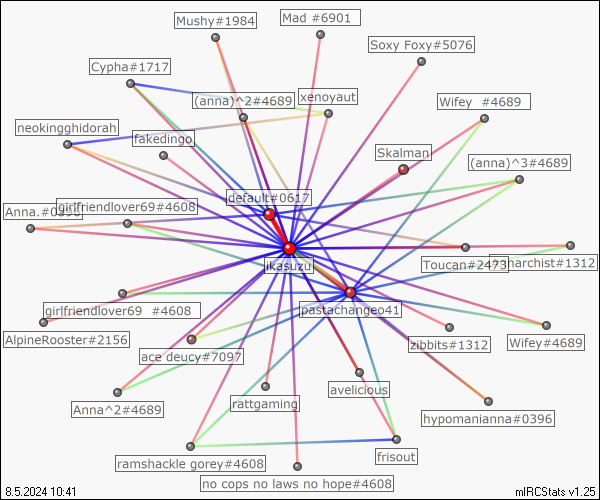 Mushy#1984
Mad #6901
Soxy Foxy#5076
Cypha#1717
(anna)^2#4689
xenoyaut
Wifey #4689
neokingghidorah
fakedingo
Skalman
(anna)^3#4689
default#0617
Anna.#0396
girlfriendlover69#4608
jkasuzu
Toucan#2473
narchist#1312
girlfriendlover69 #4608
jpastachangeo41
AlpineRooster#2156
ace deucy#7097
zibbits#1312
Wifey#4689
avelicious
Anna^2#4689
rattgaming
hypomanianna#0396
ramshackle gorey#4608
frisout
no cops no laws no hope#4608
8.5.2024 10:41
mIRCStats v1.25